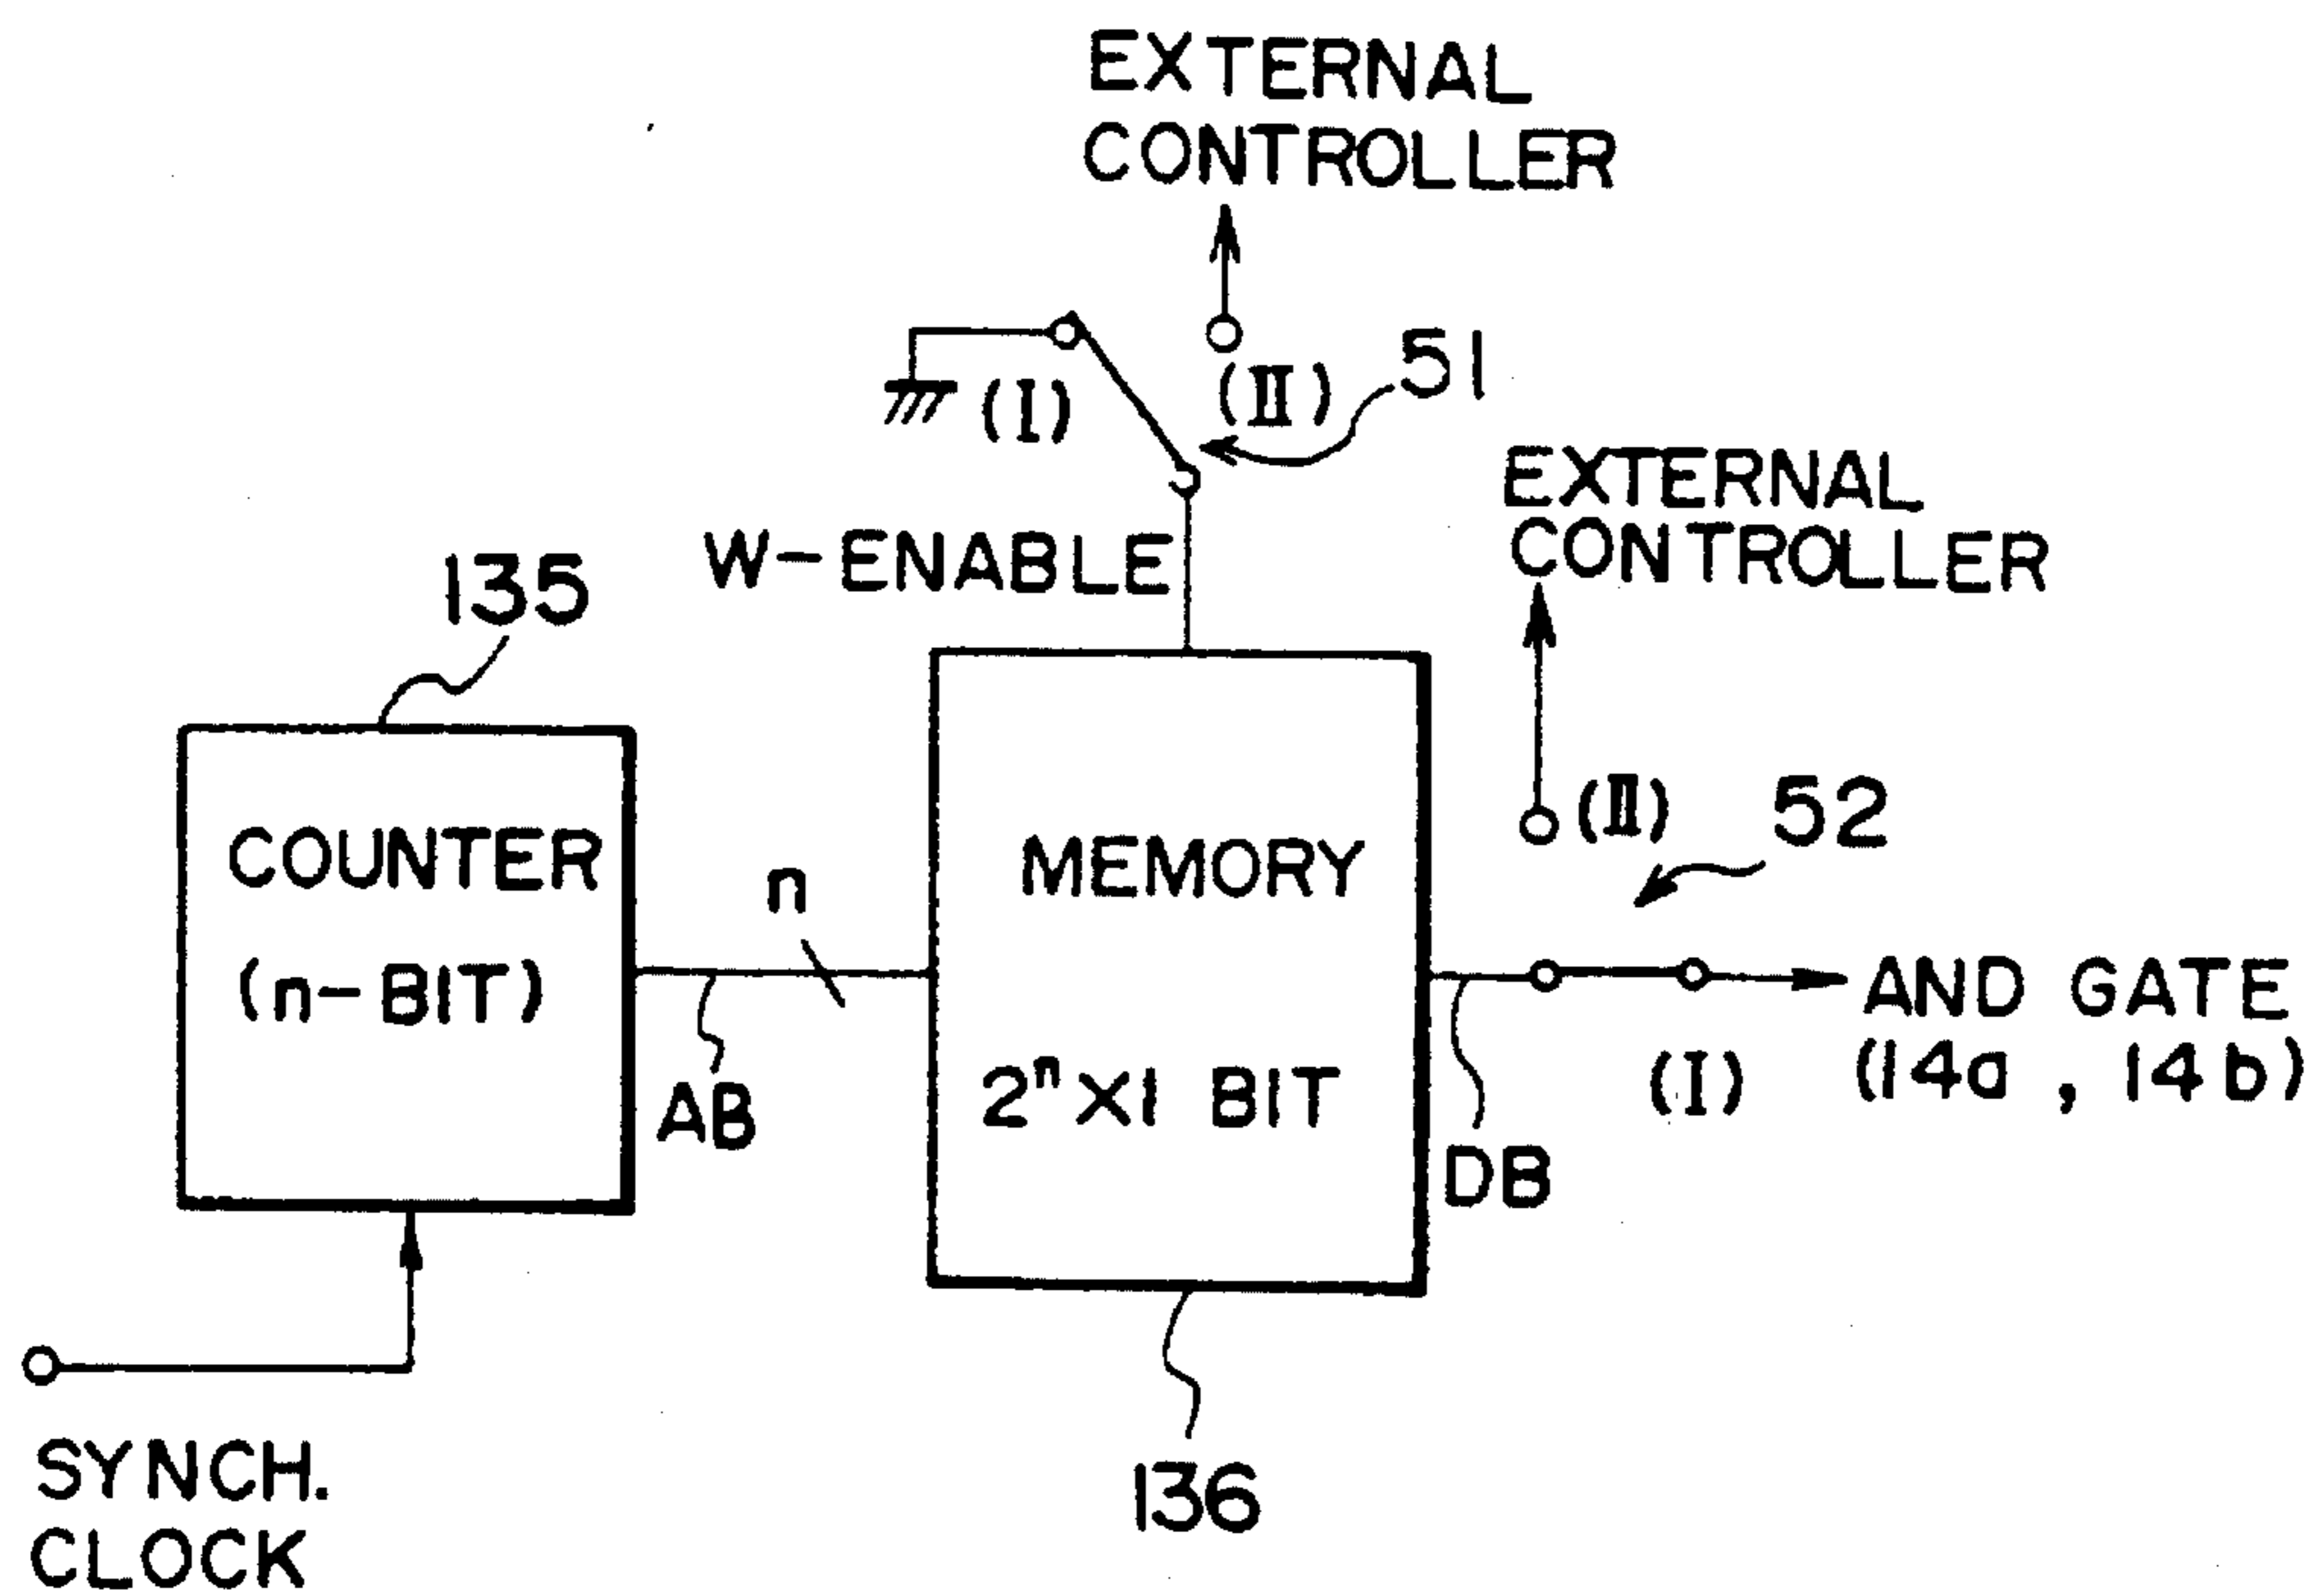 EXTERNAL
CONTROLLER
(I)
(II)
51
EXTERNAL
CONTROLLER
W-ENABLE
135
(II)
52
COUNTER
(n-BIT)
n
AB
MEMORY
2ⁿ X1 BIT
DB
(I)
AND GATE
(14a , 14b)
136
SYNCH.
CLOCK